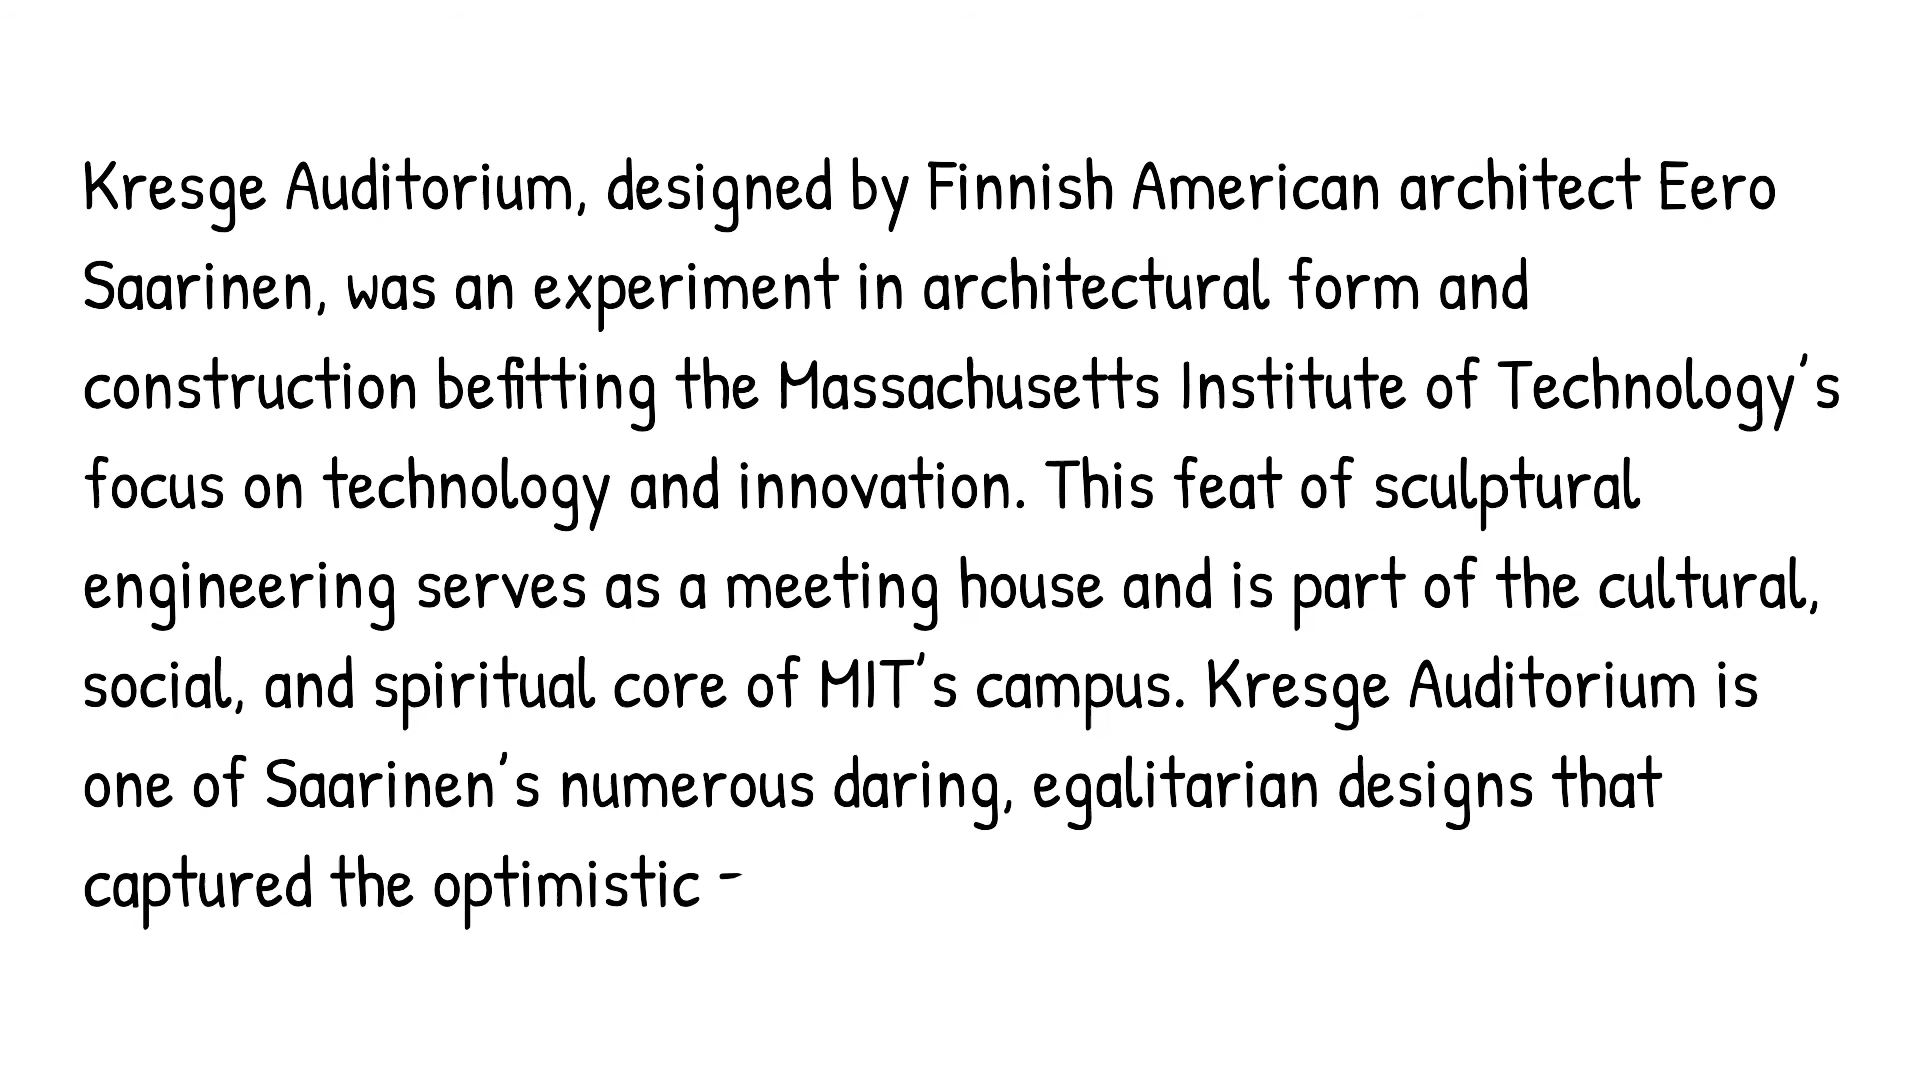 Kresge Auditorium, designed by Finnish American architect Eero
Saarinen, was an experiment in architectural form and
construction befitting the Massachusetts Institute of Technology's
focus on technology and innovation. This feat of sculptural
engineering serves as a meeting house and is part of the cultural,
social, and spiritual core of MIT's campus. Kresge Auditorium is
one of Saarinen's numerous daring, egalitarian designs that
captured the optimistic -